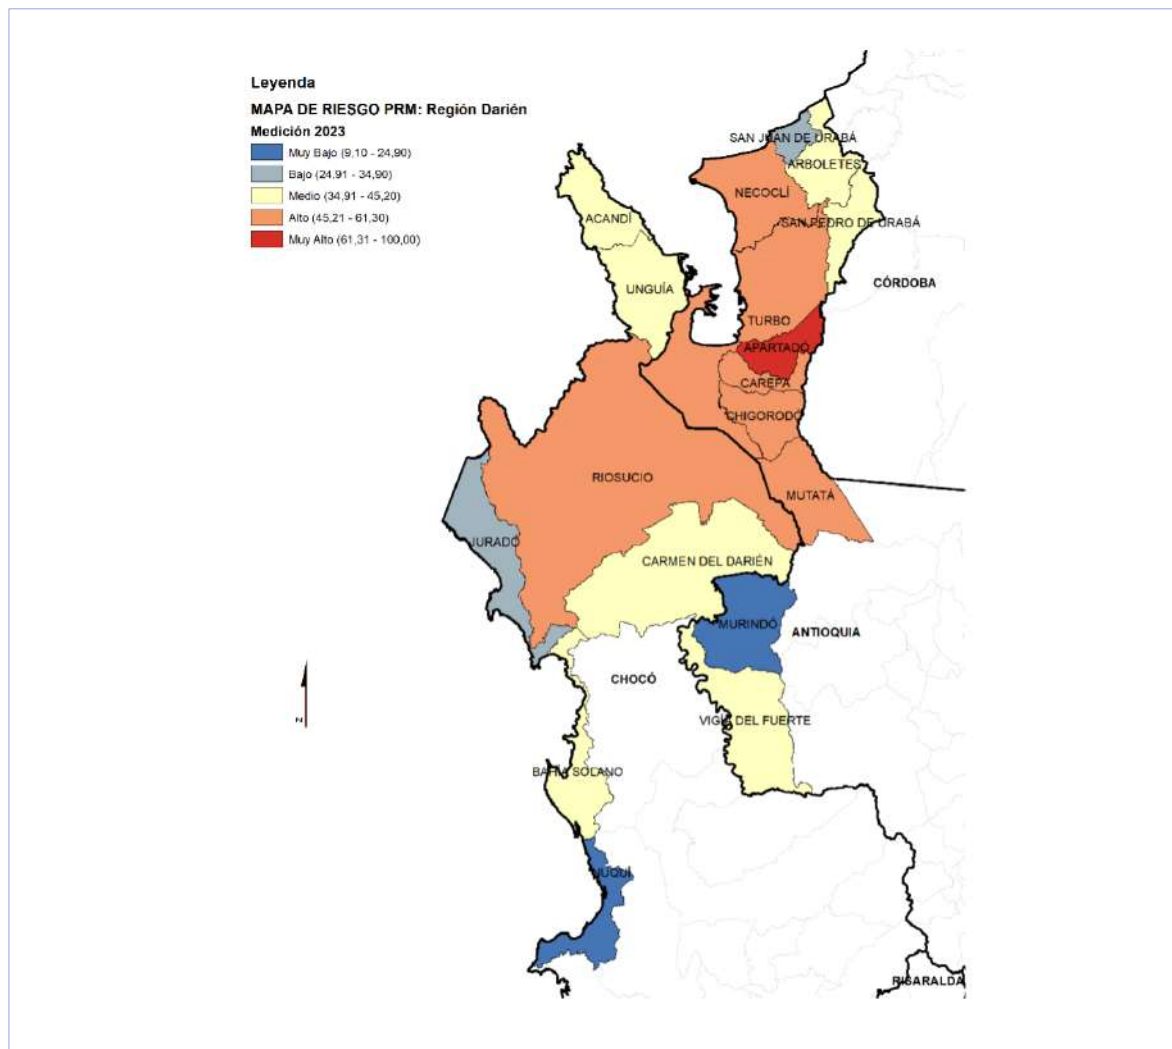 Leyenda
MAPA DE RIESGO PRM: Región Darién
Medición 2023
Muy Bajo (9,10 - 24,90)
Bajo (24,91 - 34,90)
Medio (34,91 - 45,20)
Alto (45,21 - 61,30)
Muy Alto (61,31 - 100,00)
SAN JUAN DE URABÁ
ARBOLETES
NECOCLÍ
ACANDÍ
SAN PEDRO DE URABÁ
CÓRDOBA
UNGUÍA
TURBO
APARTADÓ
CAREPA
CHIGORODÓ
RIOSUCIO
MUTATÁ
JURADÓ
CARMEN DEL DARIÉN
MURINDÓ
ANTIOQUIA
CHOCÓ
N
VIGÍA DEL FUERTE
BAHÍA SOLANO
NUQUÍ
RISARALDA